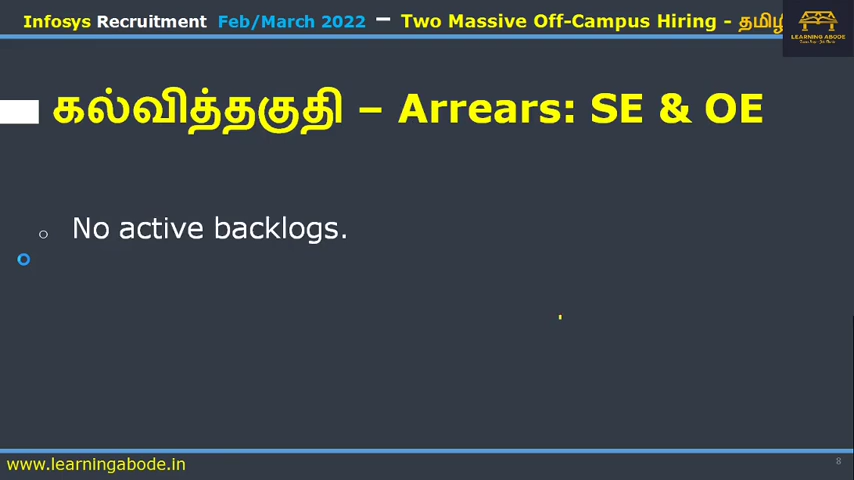 Infosys Recruitment Feb/March 2022 – Two Massive Off-Campus Hiring - தமிழ்
LEARNING ABODE
கல்வித்தகுதி – Arrears: SE & OE
No active backlogs.
www.learningabode.in
8